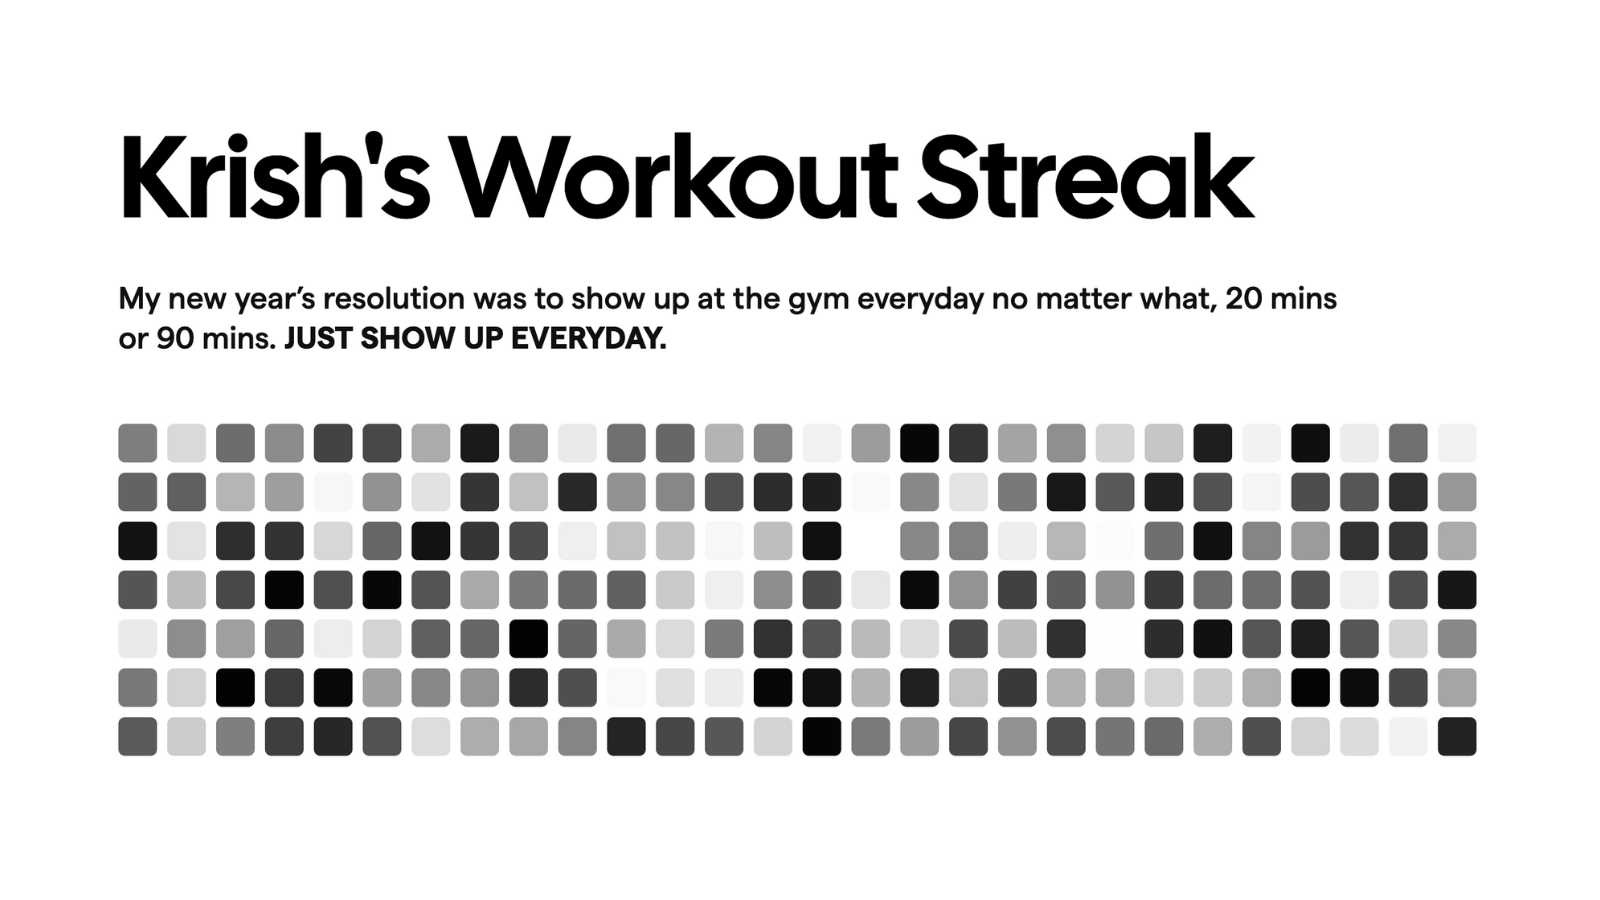 Krish's Workout Streak
My new year’s resolution was to show up at the gym everyday no matter what, 20 mins
or 90 mins. JUST SHOW UP EVERYDAY.